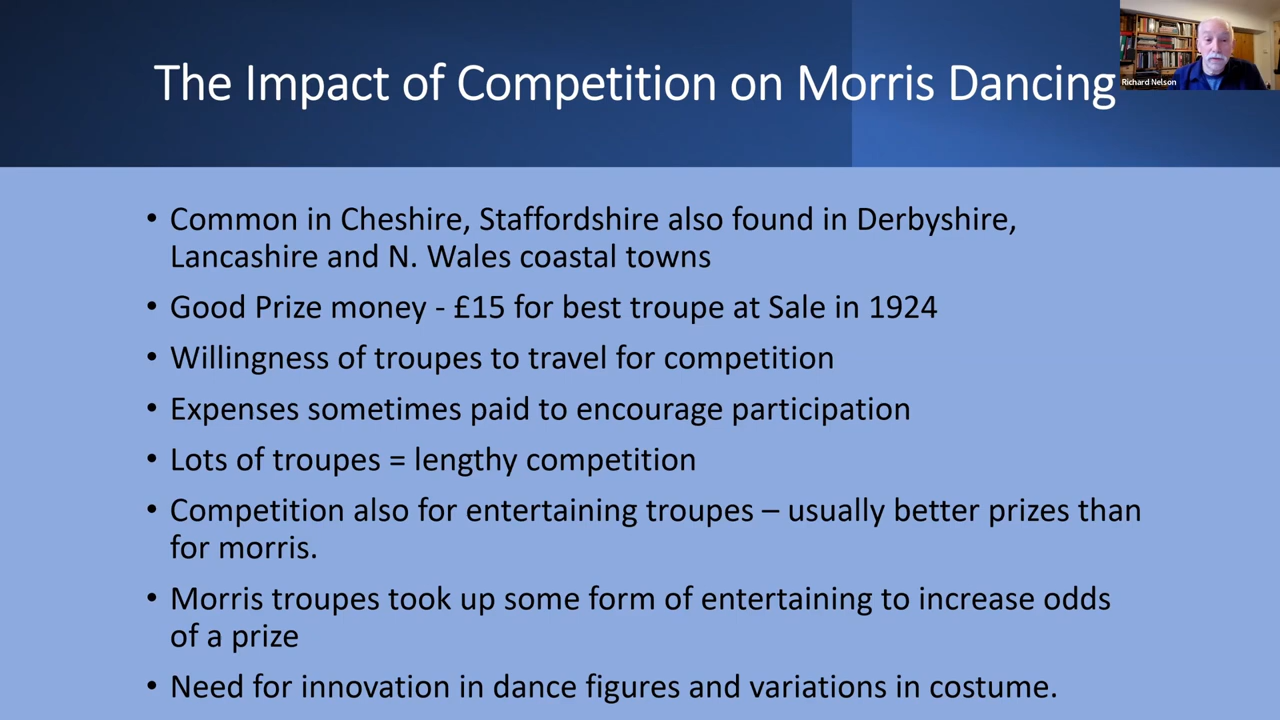 The Impact of Competition on Morris Dancing
Richard Nelson
• Common in Cheshire, Staffordshire also found in Derbyshire,
Lancashire and N. Wales coastal towns
• Good Prize money - £15 for best troupe at Sale in 1924
• Willingness of troupes to travel for competition
• Expenses sometimes paid to encourage participation
• Lots of troupes = lengthy competition
• Competition also for entertaining troupes – usually better prizes than
for morris.
• Morris troupes took up some form of entertaining to increase odds
of a prize
• Need for innovation in dance figures and variations in costume.